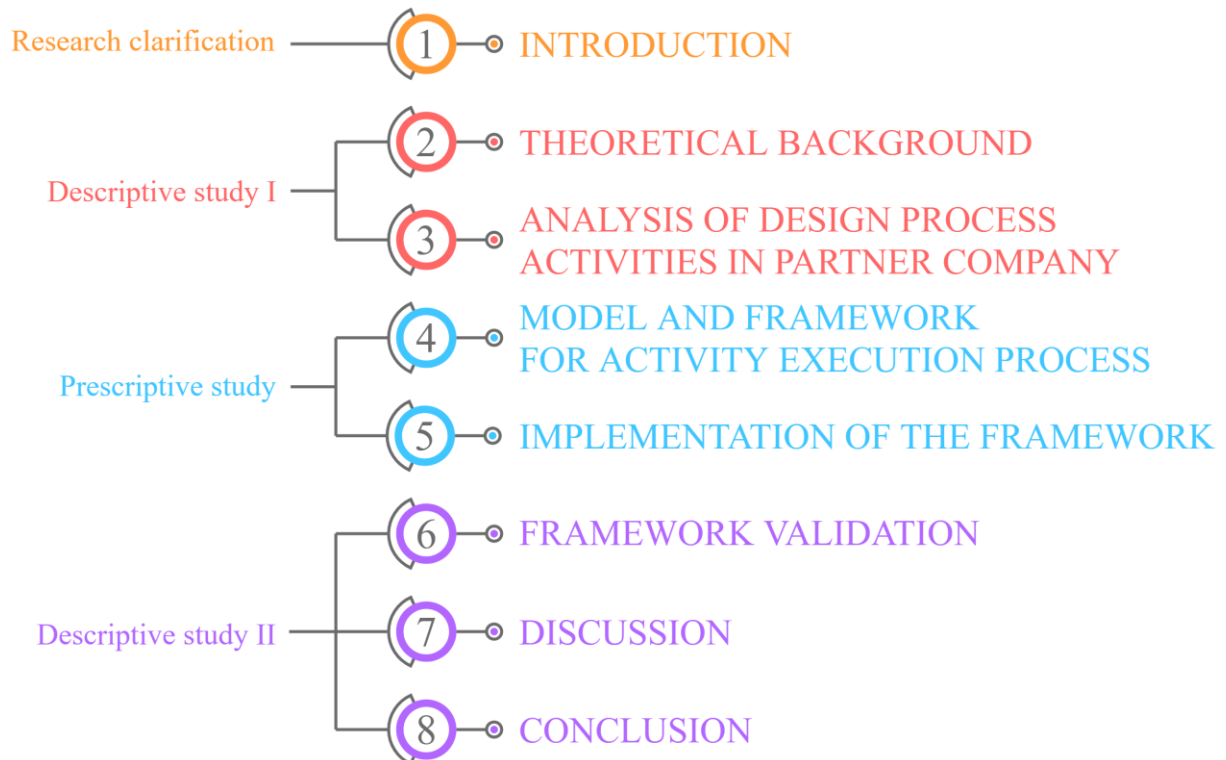 Research clarification
1
INTRODUCTION
Descriptive study I
2
THEORETICAL BACKGROUND
3
ANALYSIS OF DESIGN PROCESS
ACTIVITIES IN PARTNER COMPANY
Prescriptive study
4
MODEL AND FRAMEWORK
FOR ACTIVITY EXECUTION PROCESS
5
IMPLEMENTATION OF THE FRAMEWORK
Descriptive study II
6
FRAMEWORK VALIDATION
7
DISCUSSION
8
CONCLUSION